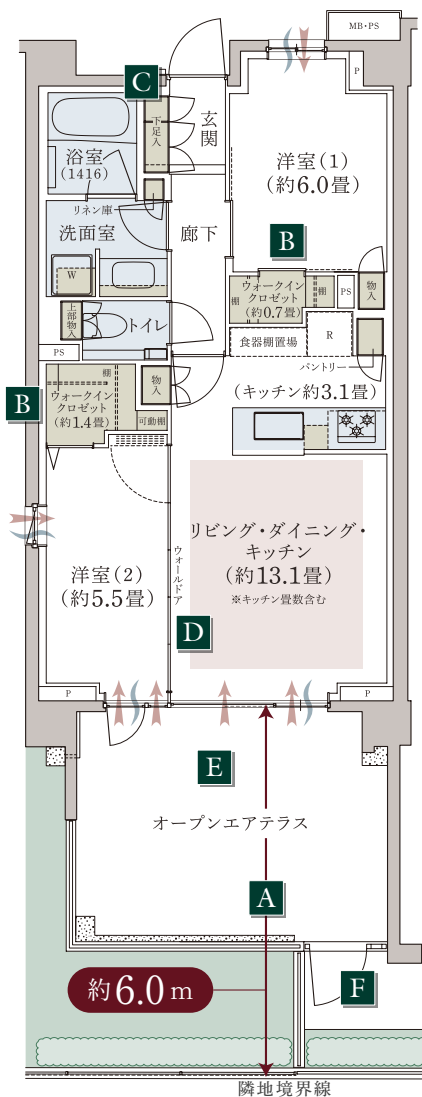 MB・PS
C
P
P
玄関
下足入
浴室
(1416)
洋室(1)
(約6.0畳)
リネン庫
洗面室
廊下
B
W
ウォークイン
クロゼット
(約0.7畳)
棚
棚
PS
物入
上部物入
トイレ
食器棚置場
R
PS
パントリー
B
棚
ウォークイン
クロゼット
(約1.4畳)
物入
可動棚
(キッチン約3.1畳)
リビング・ダイニング・
キッチン
(約13.1畳)
※キッチン畳数含む
ウォールドア
洋室(2)
(約5.5畳)
D
P
P
E
オープンエアテラス
A
約6.0m
F
隣地境界線